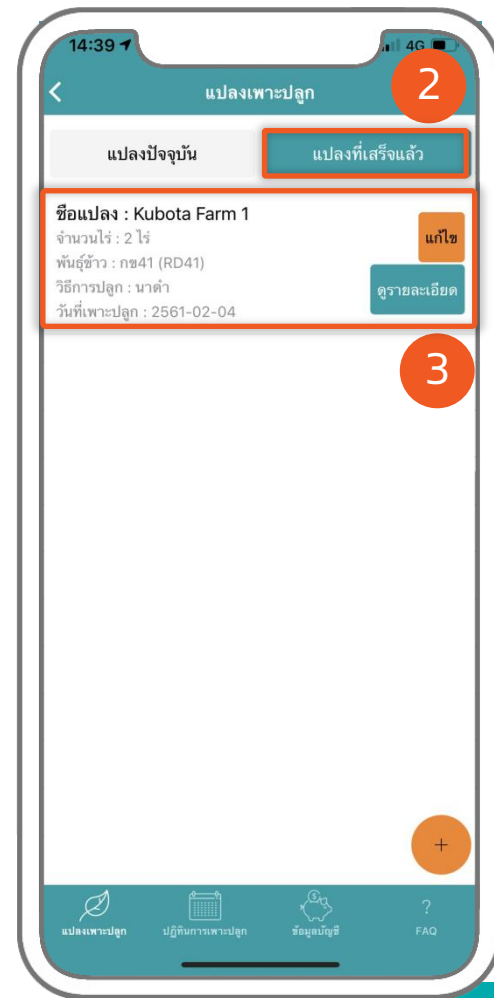 14:39
4G
2
แปลงเพาะปลูก
แปลงปัจจุบัน
แปลงที่เสร็จแล้ว
ชื่อแปลง : Kubota Farm 1
จำนวนไร่ : 2 ไร่
แก้ไข
พันธุ์ข้าว : กข41 (RD41)
วิธีการปลูก : นาดำ
ดูรายละเอียด
วันที่เพาะปลูก : 2561-02-04
3
+
แปลงเพาะปลูก
ปฏิทินการเพาะปลูก
ข้อมูลบัญชี
?
FAQ